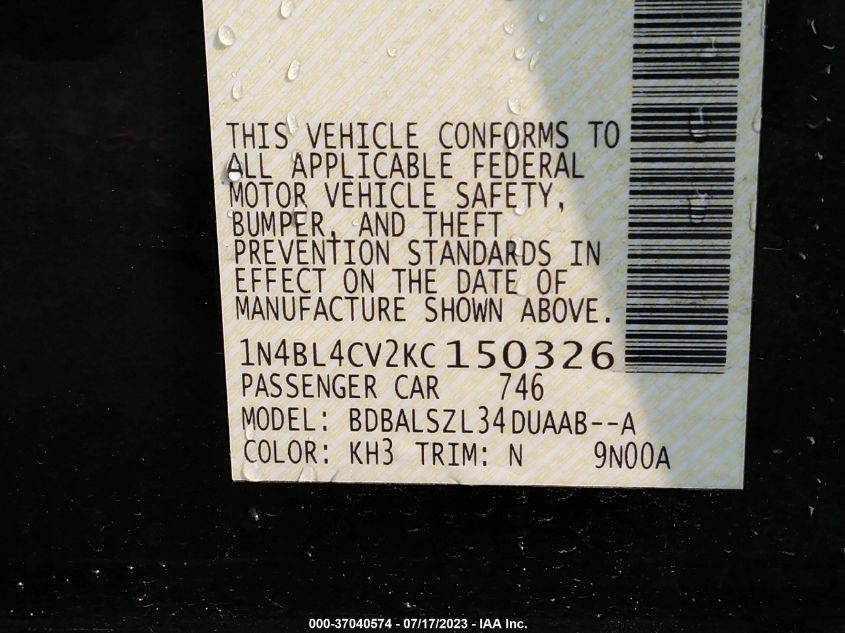 THIS VEHICLE CONFORMS TO
ALL APPLICABLE FEDERAL
MOTOR VEHICLE SAFETY,
BUMPER, AND THEFT
PREVENTION STANDARDS IN
EFFECT ON THE DATE OF
MANUFACTURE SHOWN ABOVE.
1N4BL4CV2KC150326
PASSENGER CAR 746
MODEL: BDBALSZL34DUAAB--A
COLOR: KH3 TRIM: N 9N00A
000-37040574 - 07/17/2023 - IAA Inc.